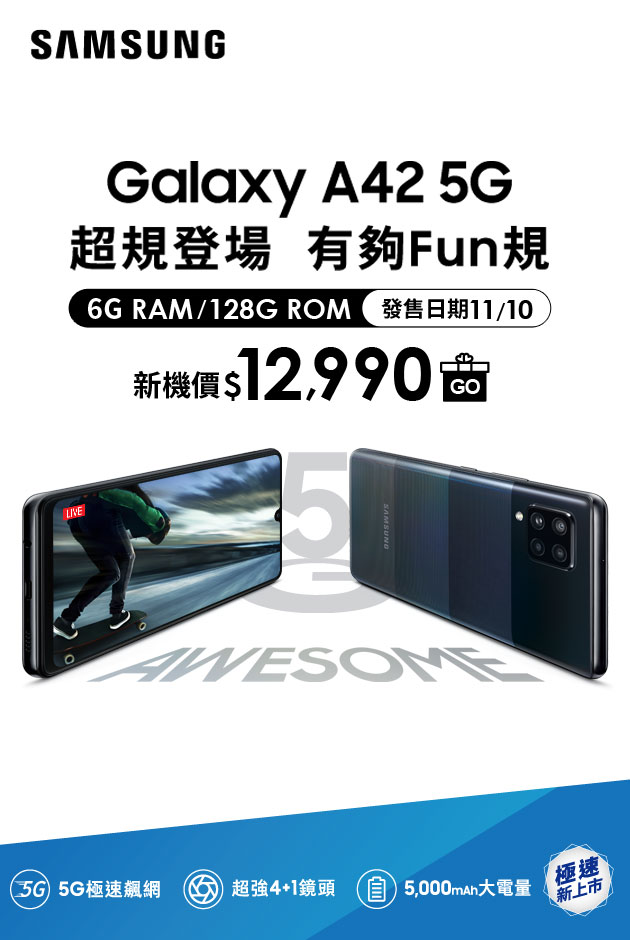 SAMSUNG
Galaxy A42 5G
超規登場 有夠Fun規
6G RAM/128G ROM 發售日期11/10
新機價$12,990 GO
LIVE
5G
SAMSUNG
AWESOME
5G 5G極速飆網 超強4+1鏡頭 5,000mAh大電量 極速
新上市